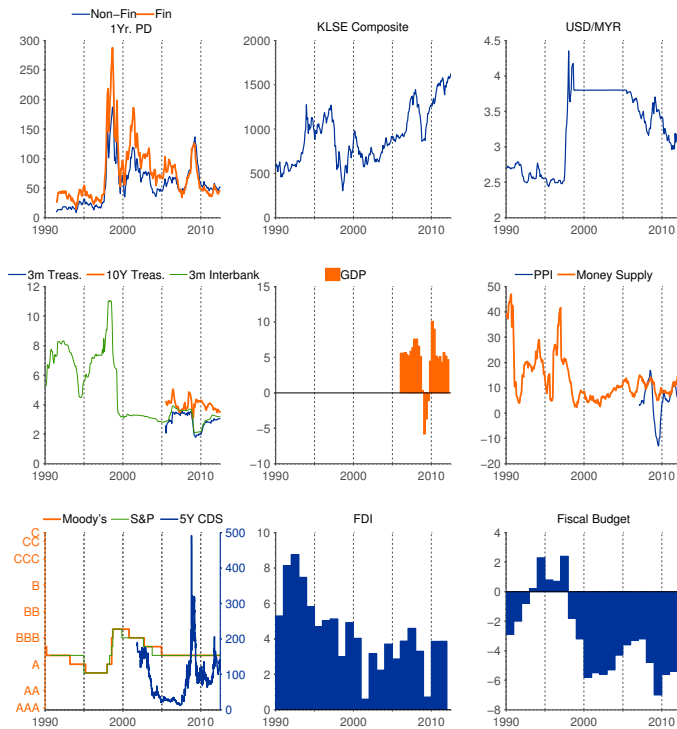 Non−Fin Fin
1Yr. PD
KLSE Composite
USD/MYR
300
250
200
150
100
50
0
1990 2000 2010
2000
1500
1000
500
0
1990 2000 2010
4.5
4
3.5
3
2.5
2
1990 2000 2010
3m Treas. 10Y Treas. 3m Interbank
GDP
PPI Money Supply
12
10
8
6
4
2
0
1990 2000 2010
15
10
5
0
−5
−10
1990 2000 2010
50
40
30
20
10
0
−10
−20
1990 2000 2010
Moody's S&P 5Y CDS
FDI
Fiscal Budget
C
CC
CCC
B
BB
BBB
A
AA
AAA
500
400
300
200
100
0
1990 2000 2010
10
8
6
4
2
0
1990 2000 2010
4
2
0
−2
−4
−6
−8
1990 2000 2010